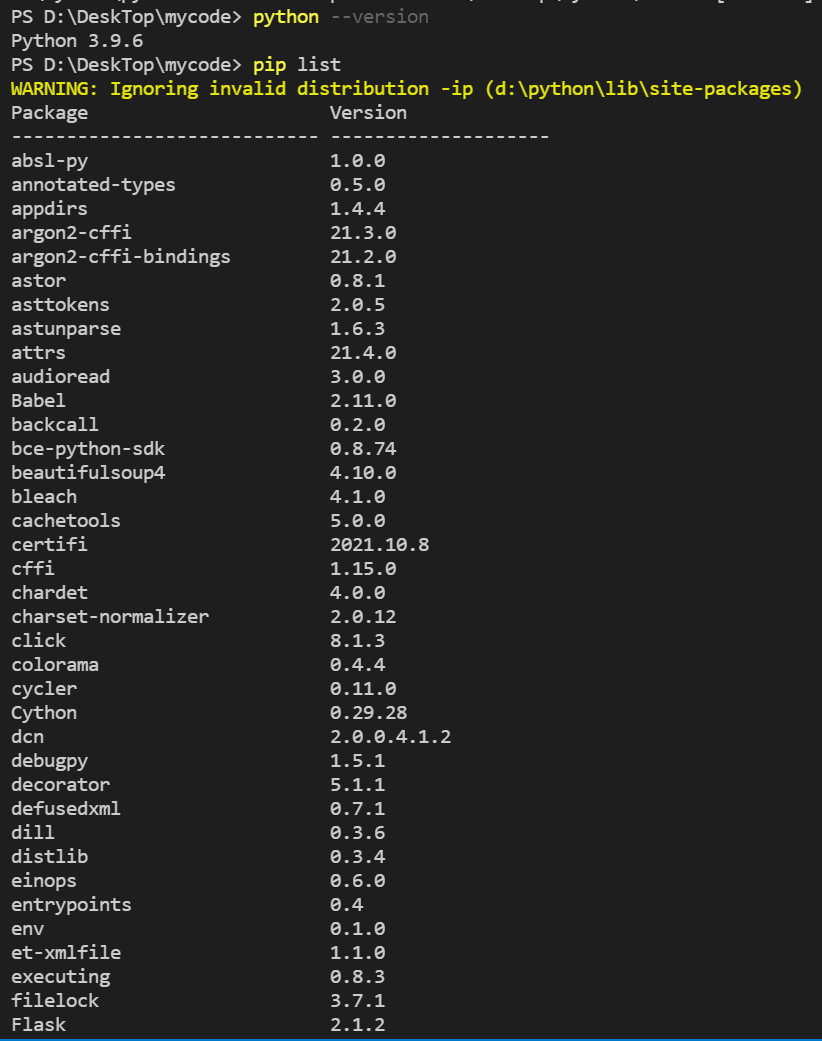 PS D:\DeskTop\mycode> python --version
Python 3.9.6
PS D:\DeskTop\mycode> pip list
WARNING: Ignoring invalid distribution -ip (d:\python\lib\site-packages)
Package                      Version
---------------------------- --------------------
absl-py                      1.0.0
annotated-types              0.5.0
appdirs                      1.4.4
argon2-cffi                  21.3.0
argon2-cffi-bindings         21.2.0
astor                        0.8.1
asttokens                    2.0.5
astunparse                   1.6.3
attrs                        21.4.0
audioread                    3.0.0
Babel                        2.11.0
backcall                     0.2.0
bce-python-sdk               0.8.74
beautifulsoup4               4.10.0
bleach                       4.1.0
cachetools                   5.0.0
certifi                      2021.10.8
cffi                         1.15.0
chardet                      4.0.0
charset-normalizer           2.0.12
click                        8.1.3
colorama                     0.4.4
cycler                       0.11.0
Cython                       0.29.28
dcn                          2.0.0.4.1.2
debugpy                      1.5.1
decorator                    5.1.1
defusedxml                   0.7.1
dill                         0.3.6
distlib                      0.3.4
einops                       0.6.0
entrypoints                  0.4
env                          0.1.0
et-xmlfile                   1.1.0
executing                    0.8.3
filelock                     3.7.1
Flask                        2.1.2